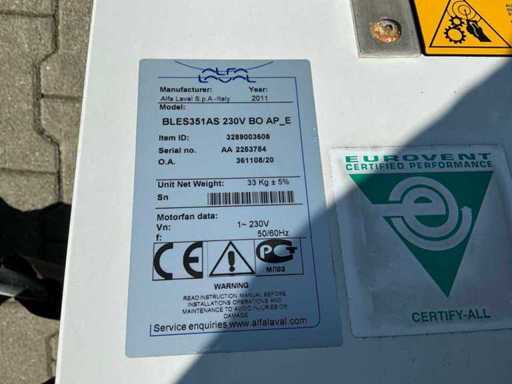 ALFA
LAVAL
Manufacturer: Year:
Alfa Laval S.p.A.-Italy 2011
Model:
BLES351AS 230V BO AP_E
Item ID: 3289003608
Serial no. AA 2253784
O.A. 361108/20
Unit Net Weight: 33 Kg ± 5%
Sn
Motorfan data:
Vn: 1~ 230V
f: 50/60Hz
CE
МЛ03
WARNING
READ INSTRUCTION MANUAL BEFORE
INSTALLATIONS OPERATIONS AND
MAINTENANCE TO AVOID INJURIES OR
DAMAGE
Service enquiries www.alfalaval.com
EUROVENT
CERTIFIED PERFORMANCE
CERTIFY-ALL